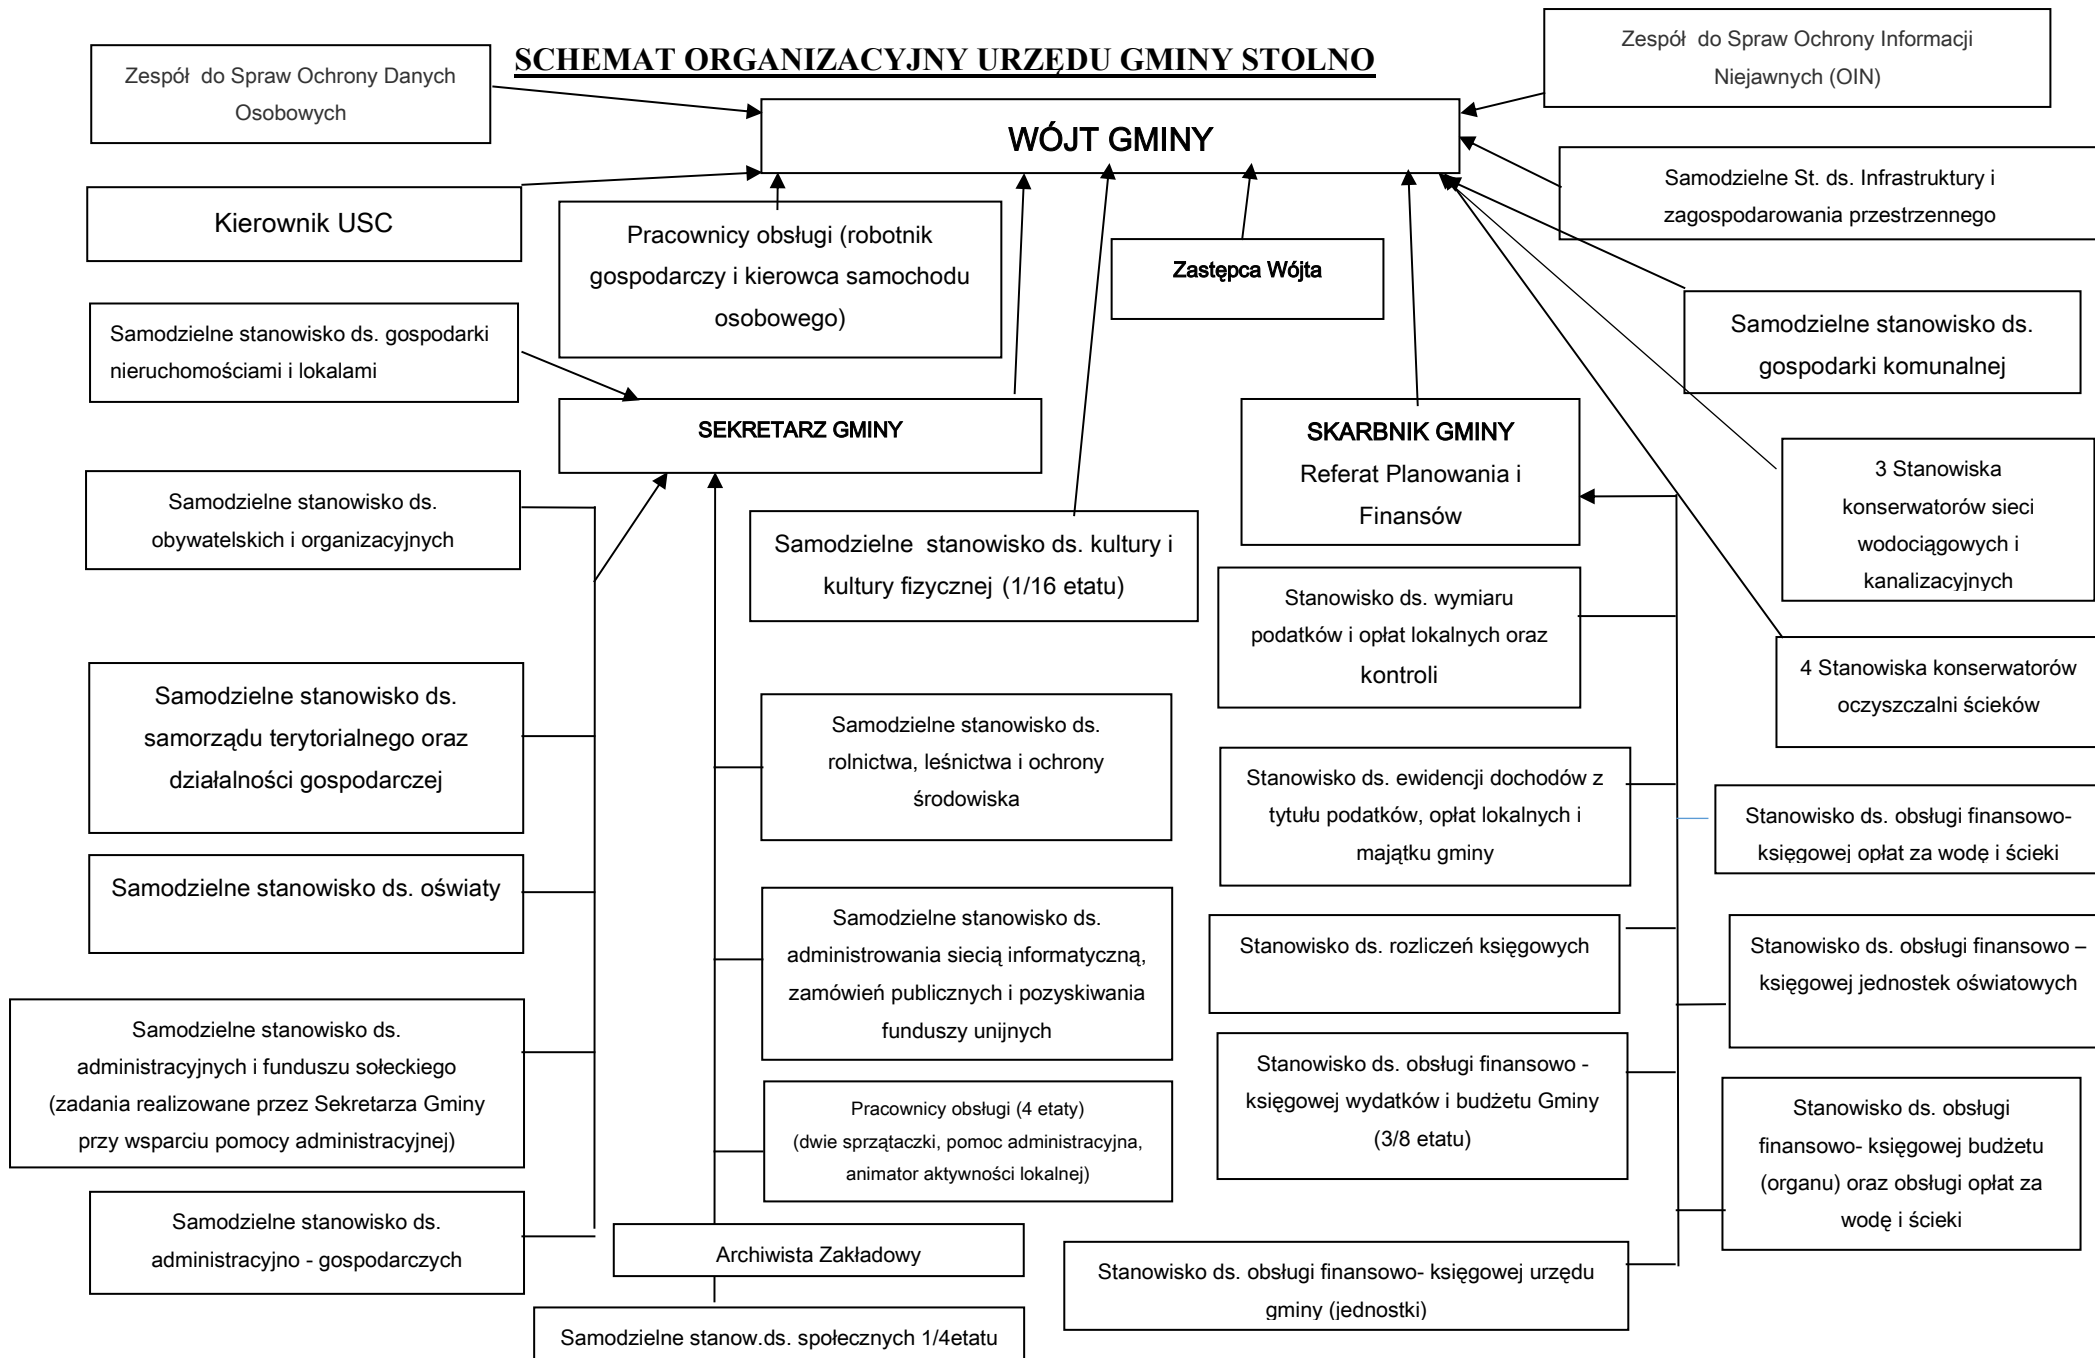 SCHEMAT ORGANIZACYJNY URZĘDU GMINY STOLNO
Zespół do Spraw Ochrony Danych
Osobowych
Zespół do Spraw Ochrony Informacji
Niejawnych (OIN)
WÓJT GMINY
Kierownik USC
Pracownicy obsługi (robotnik
gospodarczy i kierowca samochodu
osobowego)
Zastępca Wójta
Samodzielne St. ds. Infrastruktury i
zagospodarowania przestrzennego
Samodzielne stanowisko ds.
gospodarki komunalnej
Samodzielne stanowisko ds. gospodarki
nieruchomościami i lokalami
SEKRETARZ GMINY
SKARBNIK GMINY
Referat Planowania i
Finansów
3 Stanowiska
konserwatorów sieci
wodociągowych i
kanalizacyjnych
Samodzielne stanowisko ds.
obywatelskich i organizacyjnych
Samodzielne stanowisko ds. kultury i
kultury fizycznej (1/16 etatu)
Stanowisko ds. wymiaru
podatków i opłat lokalnych oraz
kontroli
4 Stanowiska konserwatorów
oczyszczalni ścieków
Samodzielne stanowisko ds.
samorządu terytorialnego oraz
działalności gospodarczej
Samodzielne stanowisko ds.
rolnictwa, leśnictwa i ochrony
środowiska
Stanowisko ds. ewidencji dochodów z
tytułu podatków, opłat lokalnych i
majątku gminy
Stanowisko ds. obsługi finansowo-
księgowej opłat za wodę i ścieki
Samodzielne stanowisko ds. oświaty
Samodzielne stanowisko ds.
administrowania siecią informatyczną,
zamówień publicznych i pozyskiwania
funduszy unijnych
Stanowisko ds. rozliczeń księgowych
Stanowisko ds. obsługi finansowo –
księgowej jednostek oświatowych
Samodzielne stanowisko ds.
administracyjnych i funduszu sołeckiego
(zadania realizowane przez Sekretarza Gminy
przy wsparciu pomocy administracyjnej)
Pracownicy obsługi (4 etaty)
(dwie sprzątaczki, pomoc administracyjna,
animator aktywności lokalnej)
Stanowisko ds. obsługi finansowo -
księgowej wydatków i budżetu Gminy
(3/8 etatu)
Stanowisko ds. obsługi
finansowo- księgowej budżetu
(organu) oraz obsługi opłat za
wodę i ścieki
Samodzielne stanowisko ds.
administracyjno - gospodarczych
Archiwista Zakładowy
Stanowisko ds. obsługi finansowo- księgowej urzędu
gminy (jednostki)
Samodzielne stanow.ds. społecznych 1/4etatu